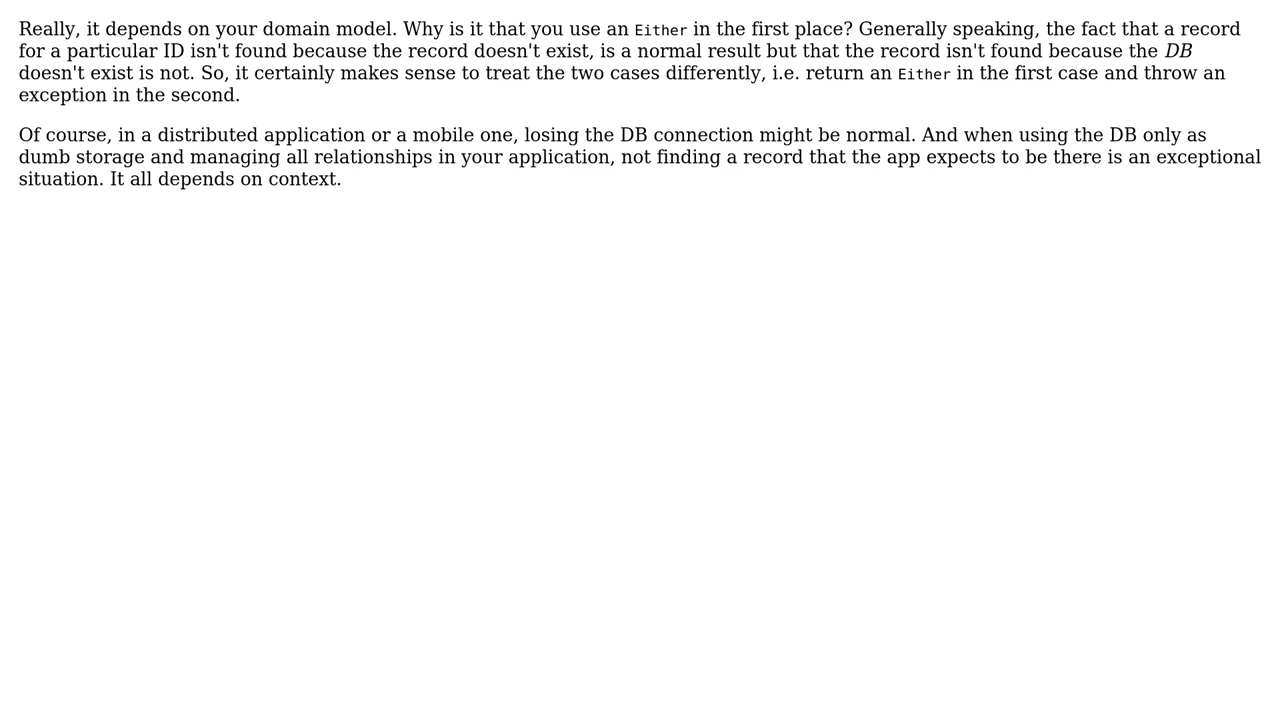 Really, it depends on your domain model. Why is it that you use an Either in the first place? Generally speaking, the fact that a record
for a particular ID isn't found because the record doesn't exist, is a normal result but that the record isn't found because the DB
doesn't exist is not. So, it certainly makes sense to treat the two cases differently, i.e. return an Either in the first case and throw an
exception in the second.
Of course, in a distributed application or a mobile one, losing the DB connection might be normal. And when using the DB only as
dumb storage and managing all relationships in your application, not finding a record that the app expects to be there is an exceptional
situation. It all depends on context.